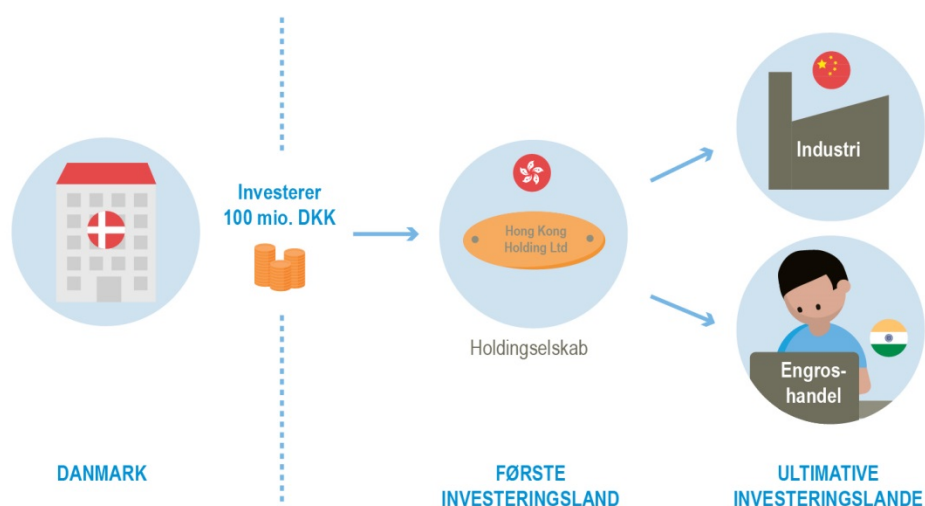 Investerer
100 mio. DKK
Hong Kong
Holding Ltd
Holdingselskab
Industri
Engros-
handel
DANMARK
FØRSTE
INVESTERINGSLAND
ULTIMATIVE
INVESTERINGSLANDE